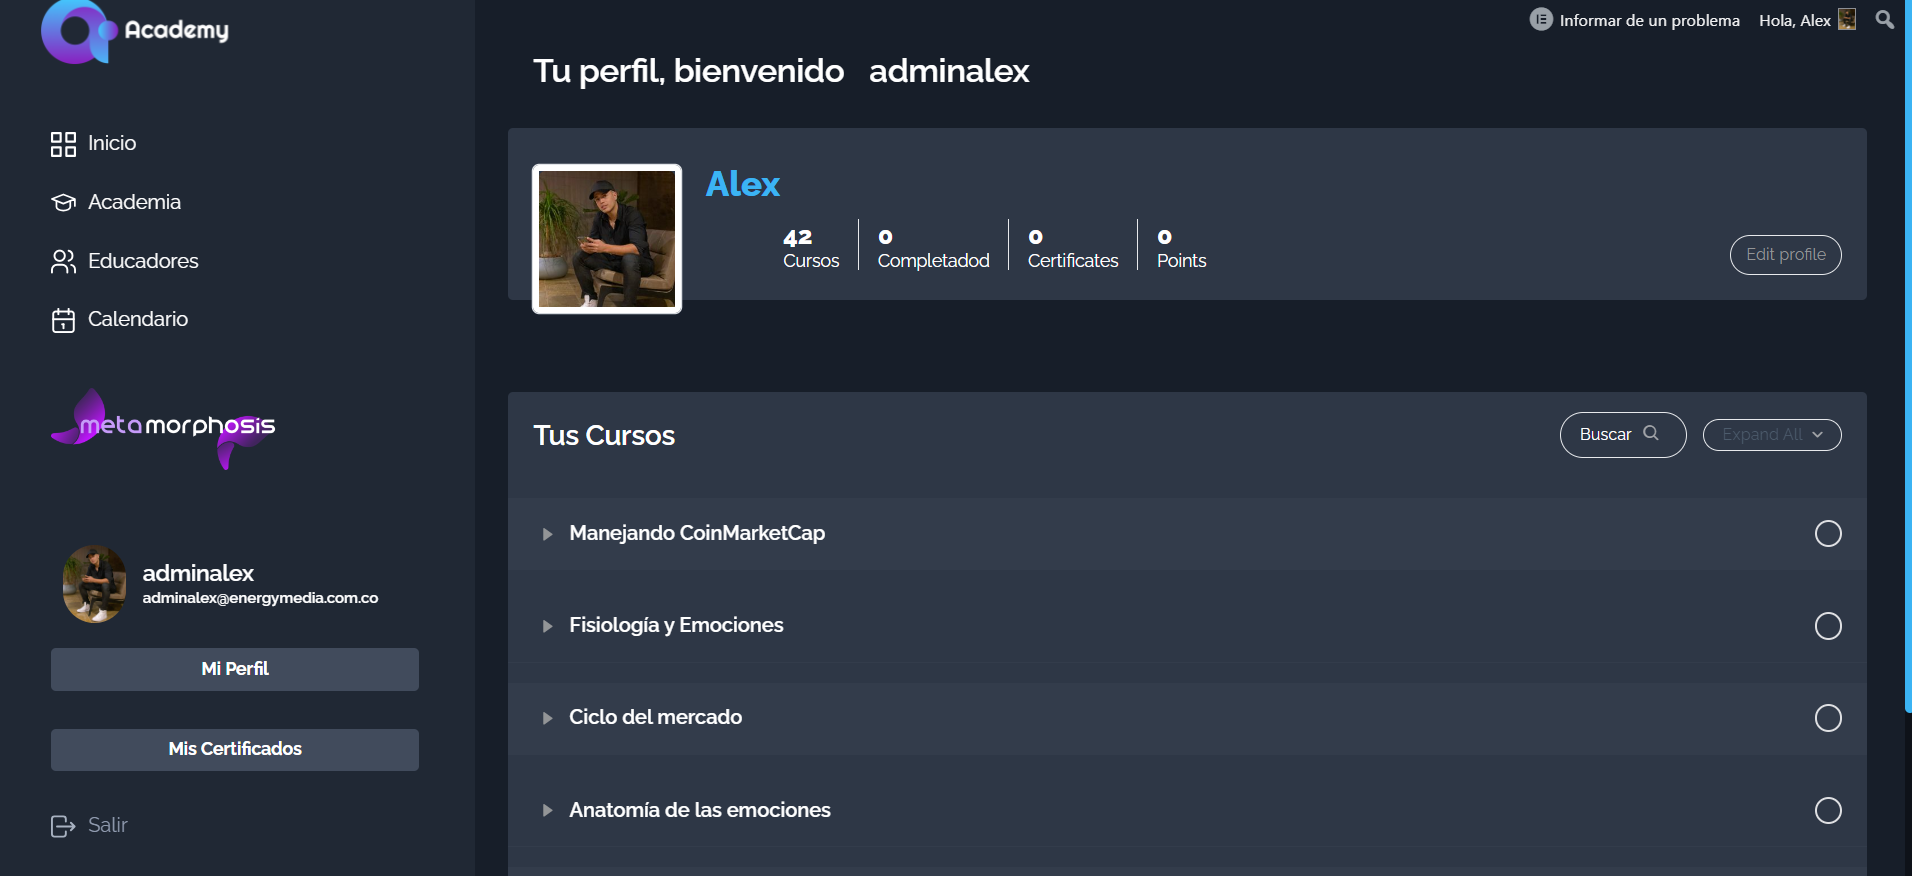 Academy
Informar de un problema
Hola, Alex
Tu perfil, bienvenido adminalex
Inicio
Academia
Educadores
Calendario
metamorphosis
adminalex
adminalex@energymedia.com.co
Mi Perfil
Mis Certificados
Salir
Alex
42
Cursos
0
Completadod
0
Certificates
0
Points
Edit profile
Tus Cursos
Buscar
Expand All
Manejando CoinMarketCap
Fisiología y Emociones
Ciclo del mercado
Anatomía de las emociones